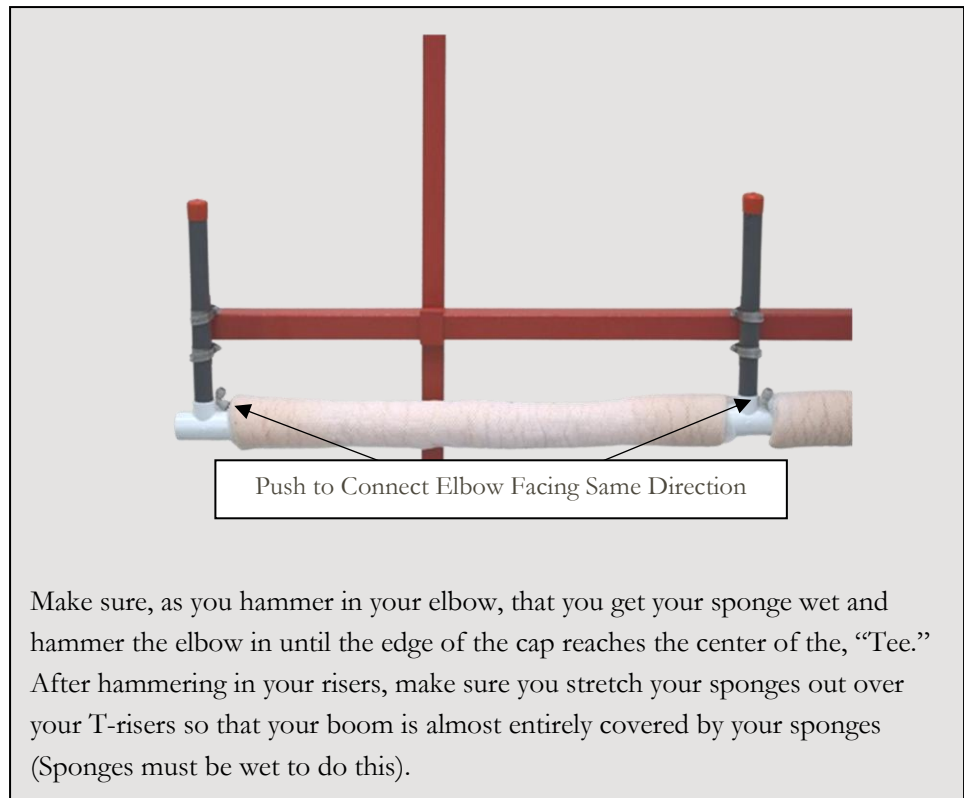 Push to Connect Elbow Facing Same Direction
Make sure, as you hammer in your elbow, that you get your sponge wet and
hammer the elbow in until the edge of the cap reaches the center of the, “Tee.”
After hammering in your risers, make sure you stretch your sponges out over
your T-risers so that your boom is almost entirely covered by your sponges
(Sponges must be wet to do this).